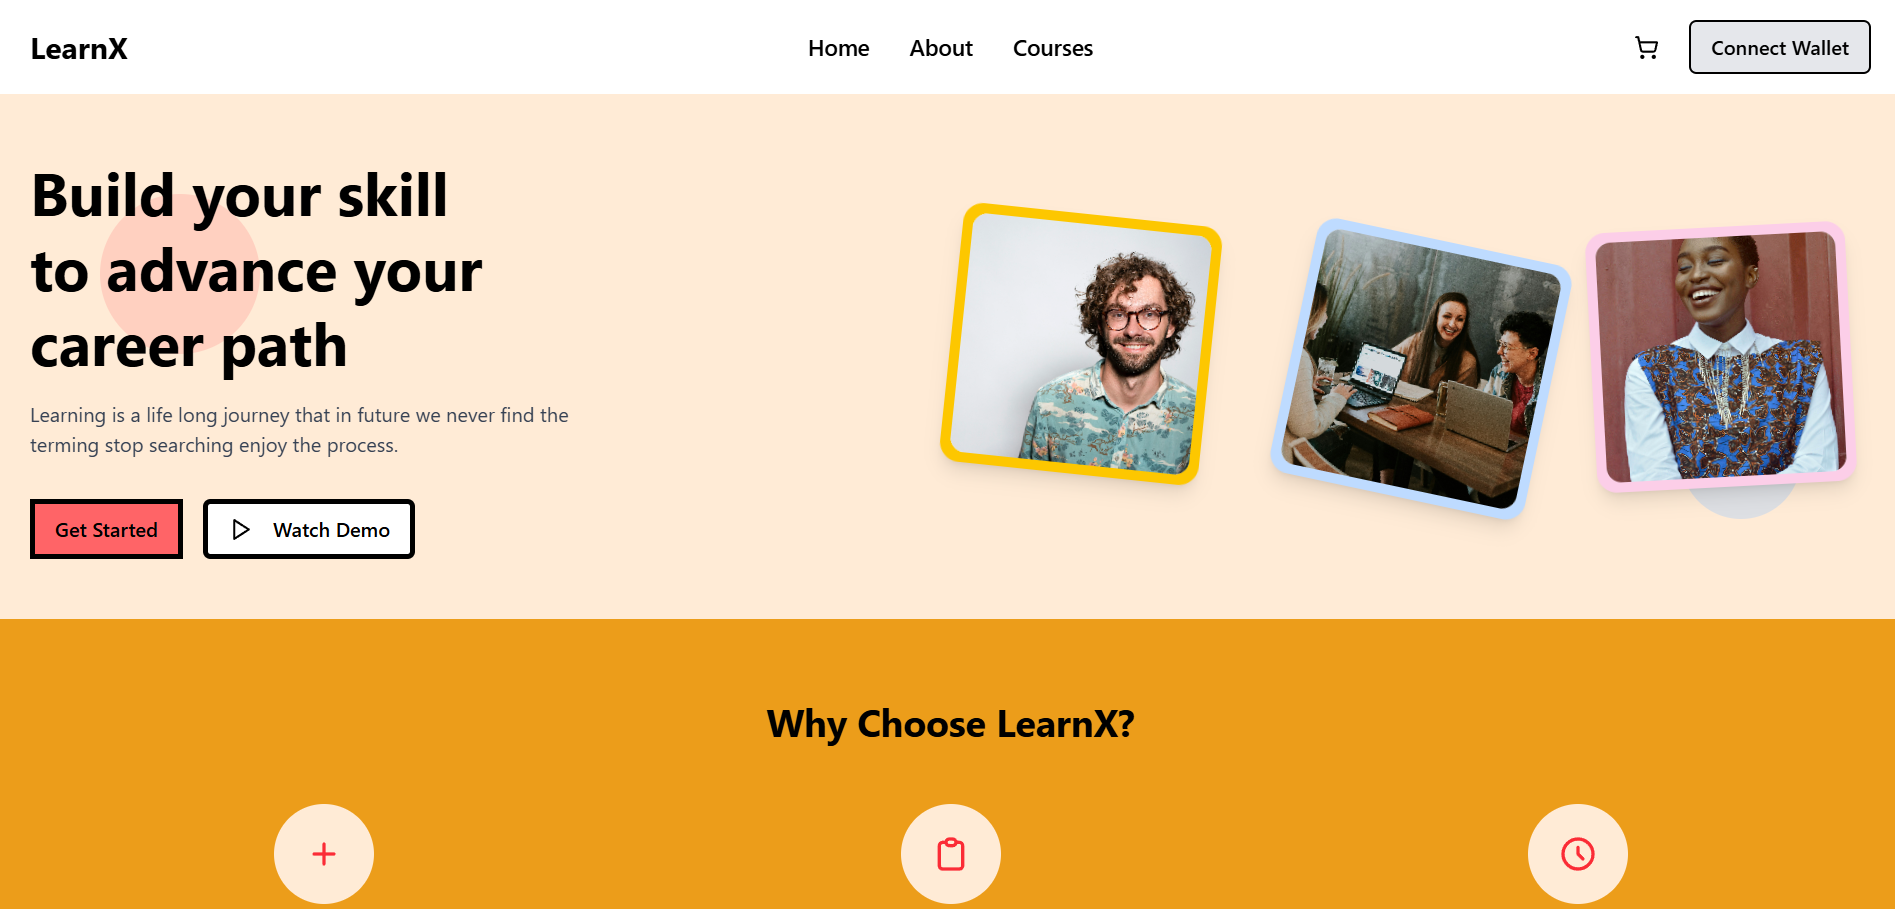 LearnX
Home
About
Courses
Connect Wallet
Build your skill
to advance your
career path
Learning is a life long journey that in future we never find the
terming stop searching enjoy the process.
Get Started
Watch Demo
Why Choose LearnX?